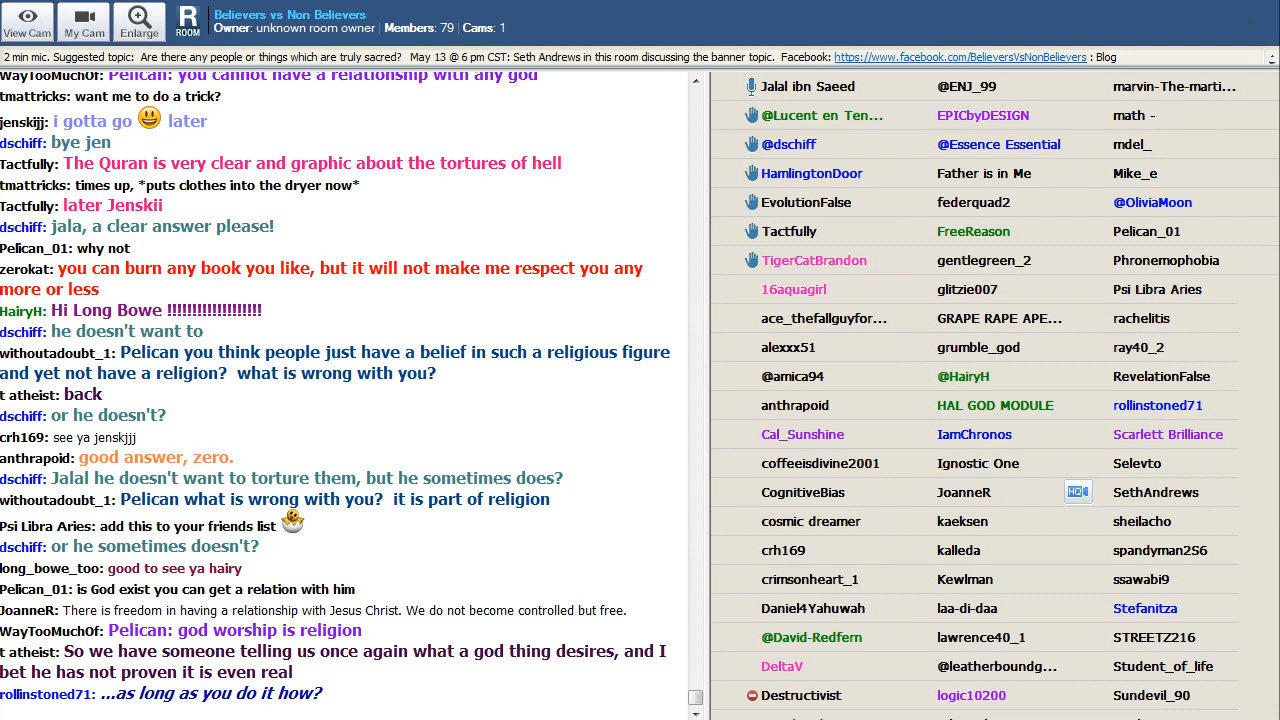 View Cam
My Cam
Enlarge
R
ROOM
Believers vs Non Believers
Owner: unknown room owner | Members: 79 | Cams: 1
2 min mic. Suggested topic: Are there any people or things which are truly sacred? May 13 @ 6 pm CST: Seth Andrews in this room discussing the banner topic. Facebook: https://www.facebook.com/BelieversVsNonBelievers : Blog
WayTooMuchOf: Pelican: you cannot have a relationship with any god
tmattricks: want me to do a trick?
jenskijj: i gotta go 😃 later
dschiff: bye jen
Tactfully: The Quran is very clear and graphic about the tortures of hell
tmattricks: times up, *puts clothes into the dryer now*
Tactfully: later Jenskii
dschiff: jala, a clear answer please!
Pelican_01: why not
zerokat: you can burn any book you like, but it will not make me respect you any
more or less
HairyH: Hi Long Bowe !!!!!!!!!!!!!!!!!!!
dschiff: he doesn't want to
withoutadoubt_1: Pelican you think people just have a belief in such a religious figure
and yet not have a religion? what is wrong with you?
t atheist: back
dschiff: or he doesn't?
crh169: see ya jenskjjj
anthrapoid: good answer, zero.
dschiff: Jalal he doesn't want to torture them, but he sometimes does?
withoutadoubt_1: Pelican what is wrong with you? it is part of religion
Psi Libra Aries: add this to your friends list
dschiff: or he sometimes doesn't?
long_bowe_too: good to see ya hairy
Pelican_01: is God exist you can get a relation with him
JoanneR: There is freedom in having a relationship with Jesus Christ. We do not become controlled but free.
WayTooMuchOf: Pelican: god worship is religion
t atheist: So we have someone telling us once again what a god thing desires, and I
bet he has not proven it is even real
rollinstoned71: ...as long as you do it how?
Jalal ibn Saeed
@Lucent en Ten...
@dschiff
HamlingtonDoor
EvolutionFalse
Tactfully
TigerCatBrandon
16aquagirl
ace_thefallguyfor...
alexxx51
@amica94
anthrapoid
Cal_Sunshine
coffeeisdivine2001
CognitiveBias
cosmic dreamer
crh169
crimsonheart_1
Daniel4Yahuwah
@David-Redfern
DeltaV
Destructivist
@ENJ_99
EPICbyDESIGN
@Essence Essential
Father is in Me
federquad2
FreeReason
gentlegreen_2
glitzie007
GRAPE RAPE APE...
grumble_god
@HairyH
HAL GOD MODULE
IamChronos
Ignostic One
JoanneR
HQ
kaeksen
kalleda
Kewlman
laa-di-daa
lawrence40_1
@leatherboundg...
logic10200
marvin-The-marti...
math -
mdel_
Mike_e
@OliviaMoon
Pelican_01
Phronemophobia
Psi Libra Aries
rachelitis
ray40_2
RevelationFalse
rollinstoned71
Scarlett Brilliance
Selevto
SethAndrews
sheilacho
spandyman2S6
ssawabi9
Stefanitza
STREETZ216
Student_of_life
Sundevil_90